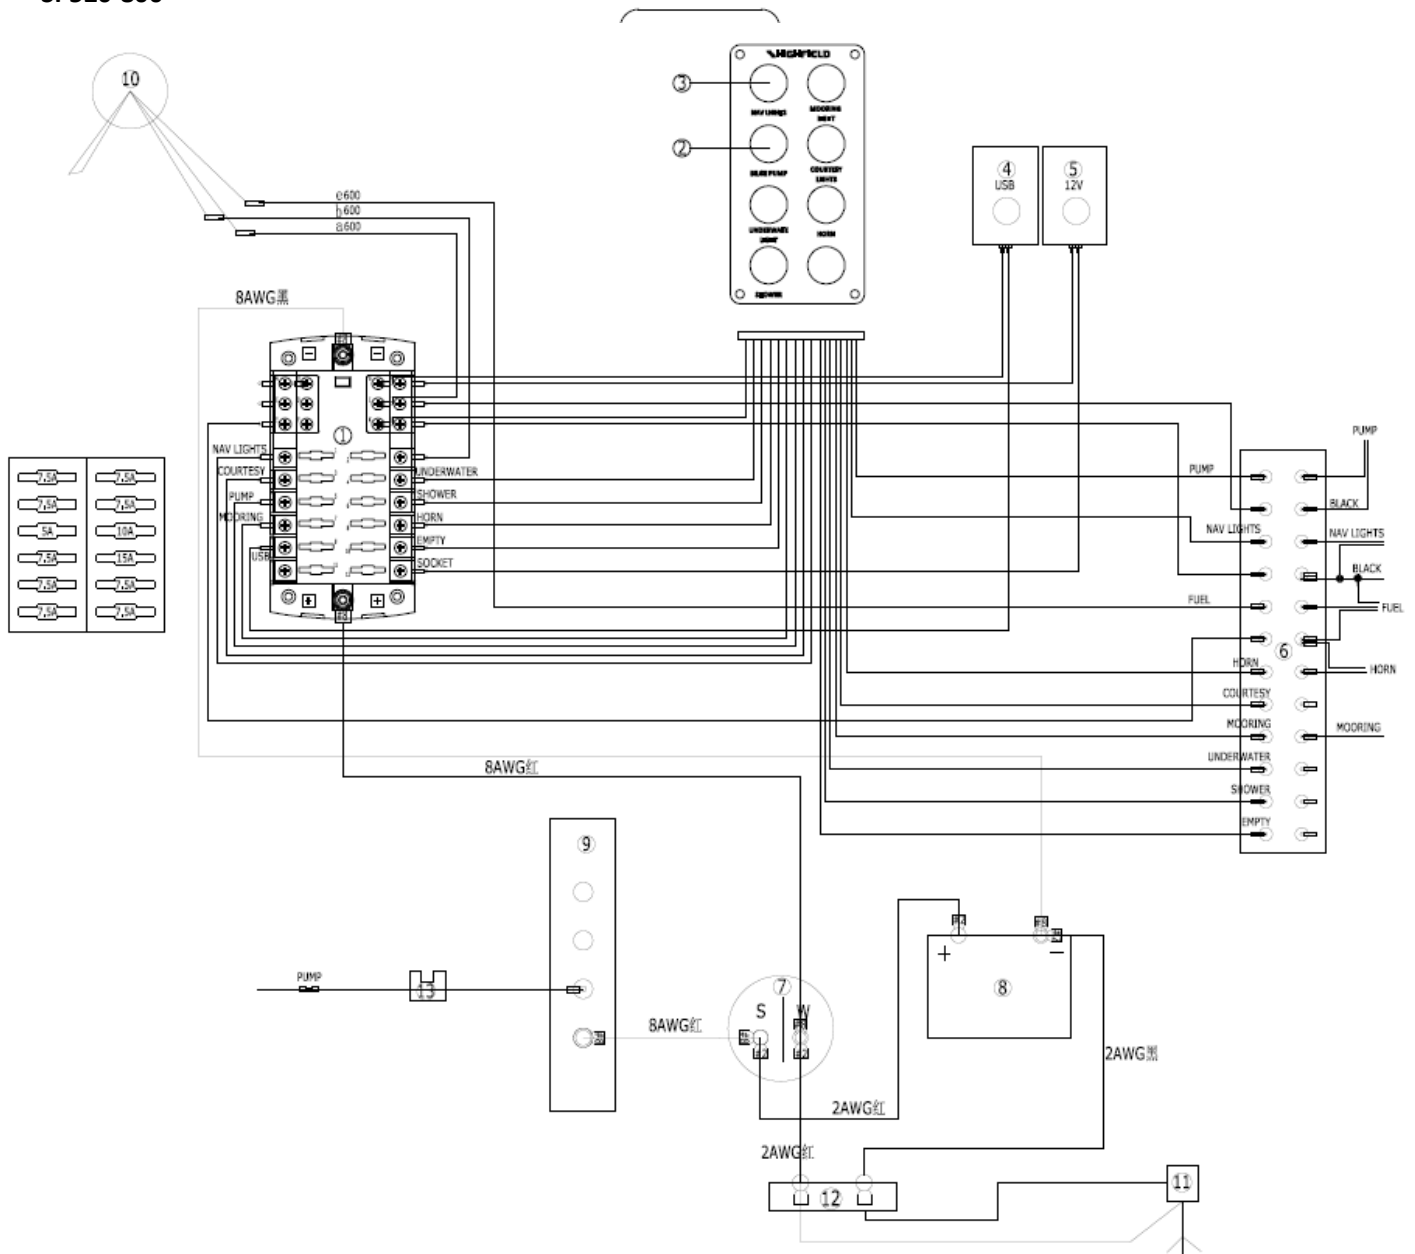 10
HIGHFIELD
3
NAV LIGHTS
MOORING
LIGHT
2
BILGE PUMP
COURTESY
LIGHTS
UNDERWATE
LIGHT
HORN
SHOWER
4
USB
5
12V
e600
b600
a600
8AWG黑
1
NAV LIGHTS
COURTESY
PUMP
MOORING
USB
UNDERWATER
SHOWER
HORN
EMPTY
SOCKET
7.5A 7.5A
7.5A 7.5A
5A 10A
7.5A 15A
7.5A 7.5A
7.5A 7.5A
PUMP
PUMP
BLACK
NAV LIGHTS
NAV LIGHTS
BLACK
FUEL
FUEL
6
HORN
HORN
COURTESY
MOORING
MOORING
UNDERWATER
SHOWER
EMPTY
8AWG红
9
PUMP
13
8AWG红
7
S W
+ −
8
2AWG黑
2AWG红
2AWG红
12
11